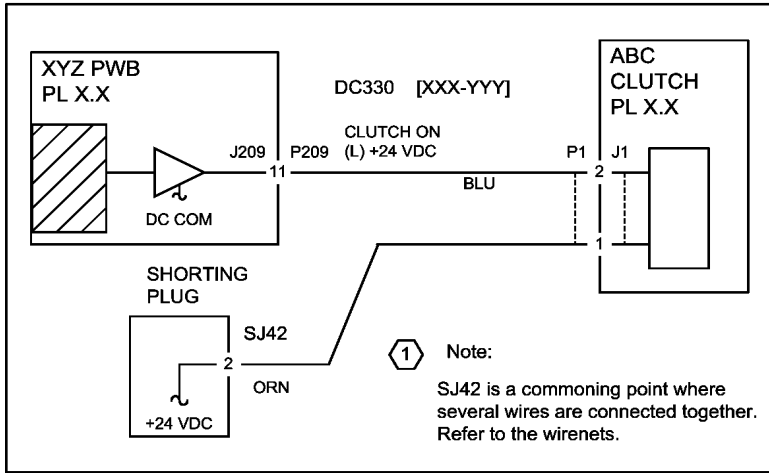 XYZ PWB
PL X.X
DC COM
J209
P209
11
DC330 [XXX-YYY]
CLUTCH ON
(L) +24 VDC
BLU
ABC
CLUTCH
PL X.X
P1
J1
2
1
SHORTING
PLUG
SJ42
2
ORN
+24 VDC
1
Note:
SJ42 is a commoning point where
several wires are connected together.
Refer to the wirenets.